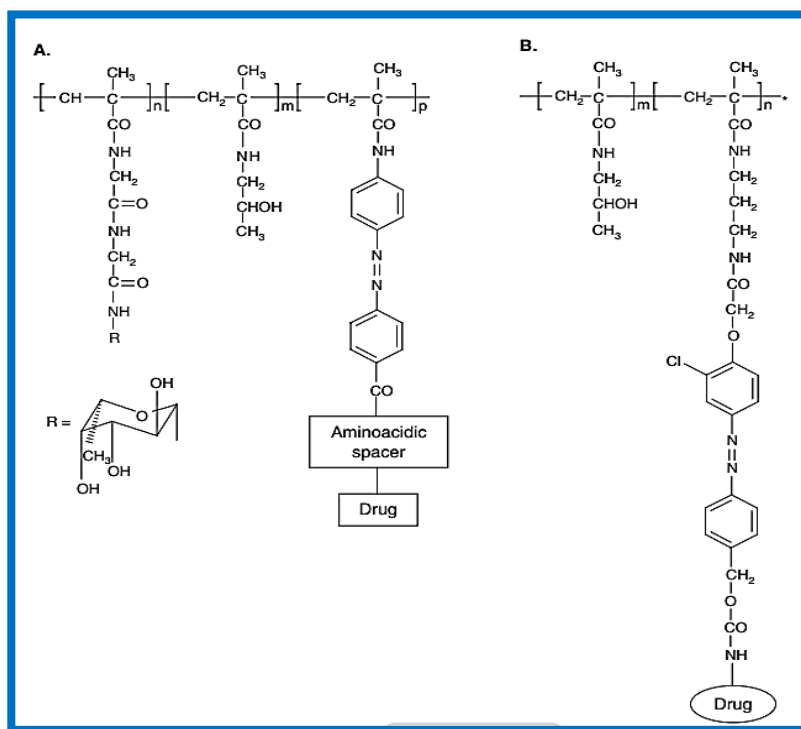 A.
CH3 CH3 CH3
CH C n CH2 C m CH2 C p
CO CO CO
NH NH NH
CH2 CH2
C=O CHOH
NH CH3
CH2 N
C=O N
NH
R
CO
R = O OH
CH3
OH
OH
Aminoacidic
spacer
Drug
B.
CH3 CH3
CH2 C m CH2 C n *
CO CO
NH NH
CH2 CH2
CHOH CH2
CH3 CH2
NH
CO
CH2
O
Cl
N
N
CH2
O
CO
NH
Drug